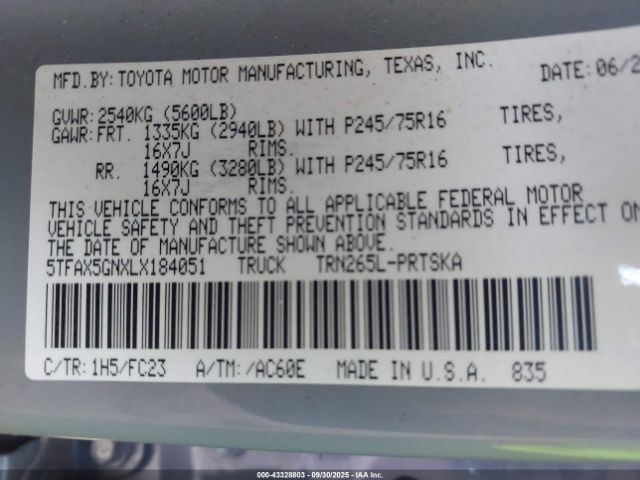 MFD.BY: TOYOTA MOTOR MANUFACTURING, TEXAS, INC. DATE: 06/2
GVWR: 2540KG (5600LB)
GAWR: FRT. 1335KG (2940LB) WITH P245/75R16 TIRES,
16X7J RIMS.
RR. 1490KG (3280LB) WITH P245/75R16 TIRES,
16X7J RIMS.
THIS VEHICLE CONFORMS TO ALL APPLICABLE FEDERAL MOTOR
VEHICLE SAFETY AND THEFT PREVENTION STANDARDS IN EFFECT ON
THE DATE OF MANUFACTURE SHOWN ABOVE.
5TFAX5GNXLX184051 TRUCK TRN265L-PRTSKA
C/TR: 1H5/FC23 A/TM: /AC60E MADE IN U.S.A. 835
000-43328803 — 09/30/2025 — IAAI.COM